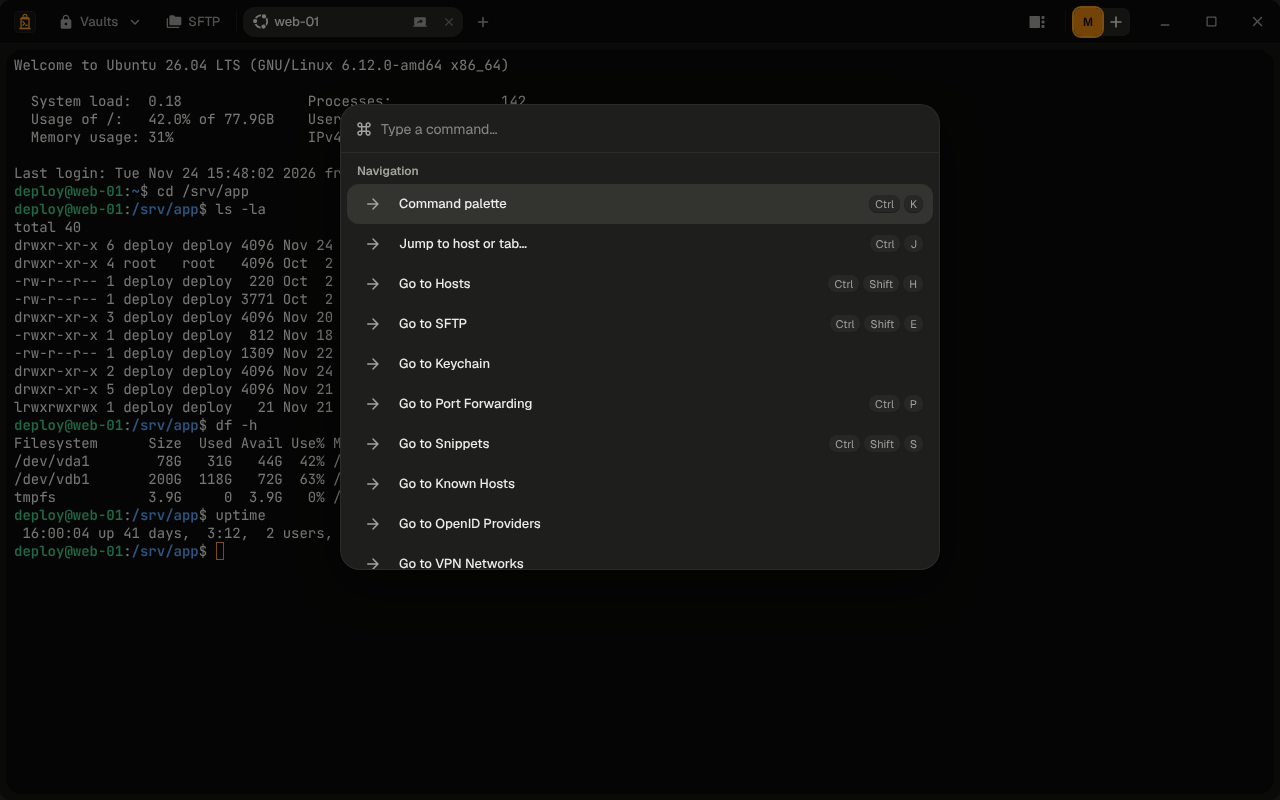 Vaults SFTP web-01 M
Welcome to Ubuntu 26.04 LTS (GNU/Linux 6.12.0-amd64 x86_64)
System load: 0.18 Processes: 142
Usage of /: 42.0% of 77.9GB User
Memory usage: 31% IPv4
Last login: Tue Nov 24 15:48:02 2026 fr
deploy@web-01:~$ cd /srv/app
deploy@web-01:/srv/app$ ls -la
total 40
drwxr-xr-x 6 deploy deploy 4096 Nov 24
drwxr-xr-x 4 root root 4096 Oct 2
-rw-r--r-- 1 deploy deploy 220 Oct 2
-rw-r--r-- 1 deploy deploy 3771 Oct 2
drwxr-xr-x 3 deploy deploy 4096 Nov 20
-rwxr-xr-x 1 deploy deploy 812 Nov 18
-rw-r--r-- 1 deploy deploy 1309 Nov 22
drwxr-xr-x 2 deploy deploy 4096 Nov 24
drwxr-xr-x 5 deploy deploy 4096 Nov 21
lrwxrwxrwx 1 deploy deploy 21 Nov 21
deploy@web-01:/srv/app$ df -h
Filesystem Size Used Avail Use% M
/dev/vda1 78G 31G 44G 42% /
/dev/vdb1 200G 118G 72G 63% /
tmpfs 3.9G 0 3.9G 0% /
deploy@web-01:/srv/app$ uptime
16:00:04 up 41 days, 3:12, 2 users,
deploy@web-01:/srv/app$
Type a command...
Navigation
Command palette Ctrl K
Jump to host or tab... Ctrl J
Go to Hosts Ctrl Shift H
Go to SFTP Ctrl Shift E
Go to Keychain
Go to Port Forwarding Ctrl P
Go to Snippets Ctrl Shift S
Go to Known Hosts
Go to OpenID Providers
Go to VPN Networks